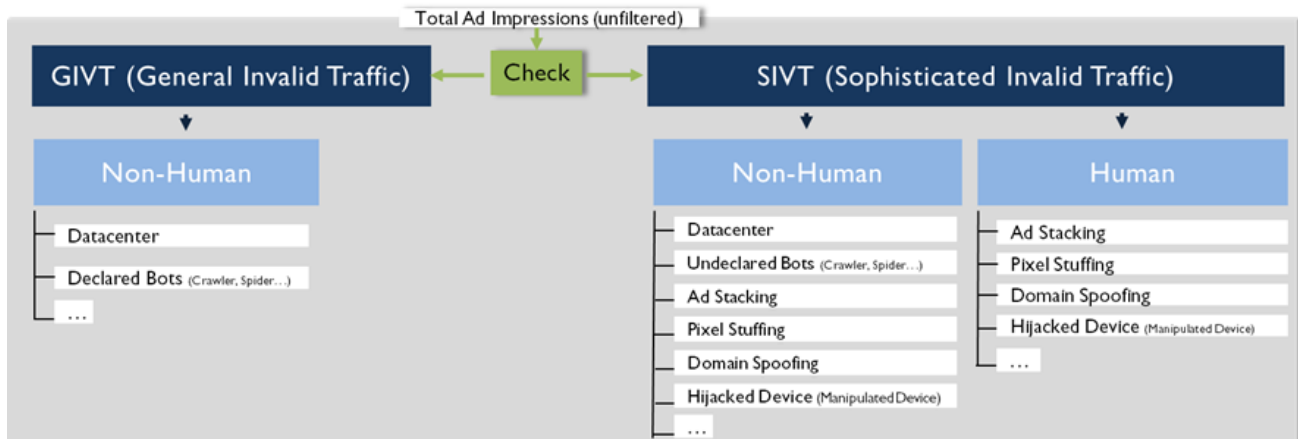 Total Ad Impressions (unfiltered)
GIVT (General Invalid Traffic)
Check
SIVT (Sophisticated Invalid Traffic)
Non-Human
Datacenter
Declared Bots (Crawler, Spider...)
...
Non-Human
Datacenter
Undeclared Bots (Crawler, Spider...)
Ad Stacking
Pixel Stuffing
Domain Spoofing
Hijacked Device (Manipulated Device)
...
Human
Ad Stacking
Pixel Stuffing
Domain Spoofing
Hijacked Device (Manipulated Device)
...